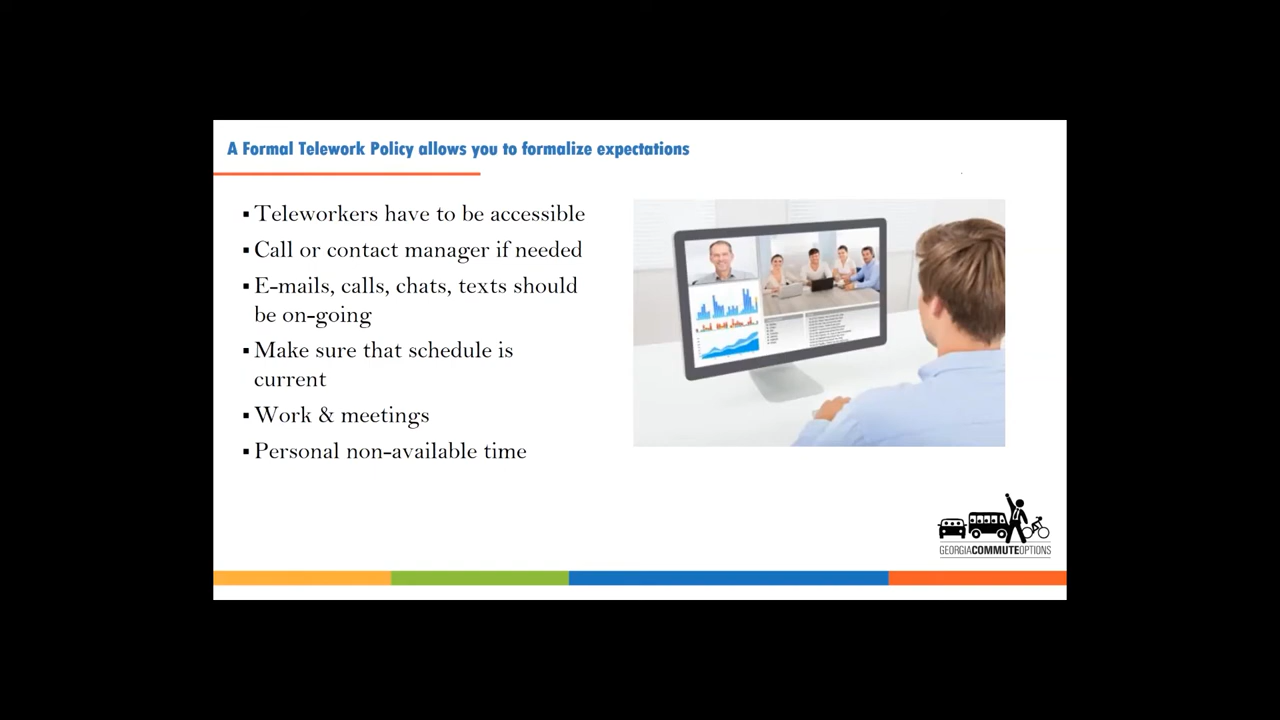 A Formal Telework Policy allows you to formalize expectations
▪ Teleworkers have to be accessible
▪ Call or contact manager if needed
▪ E-mails, calls, chats, texts should
be on-going
▪ Make sure that schedule is
current
▪ Work & meetings
▪ Personal non-available time
GEORGIACOMMUTEOPTIONS